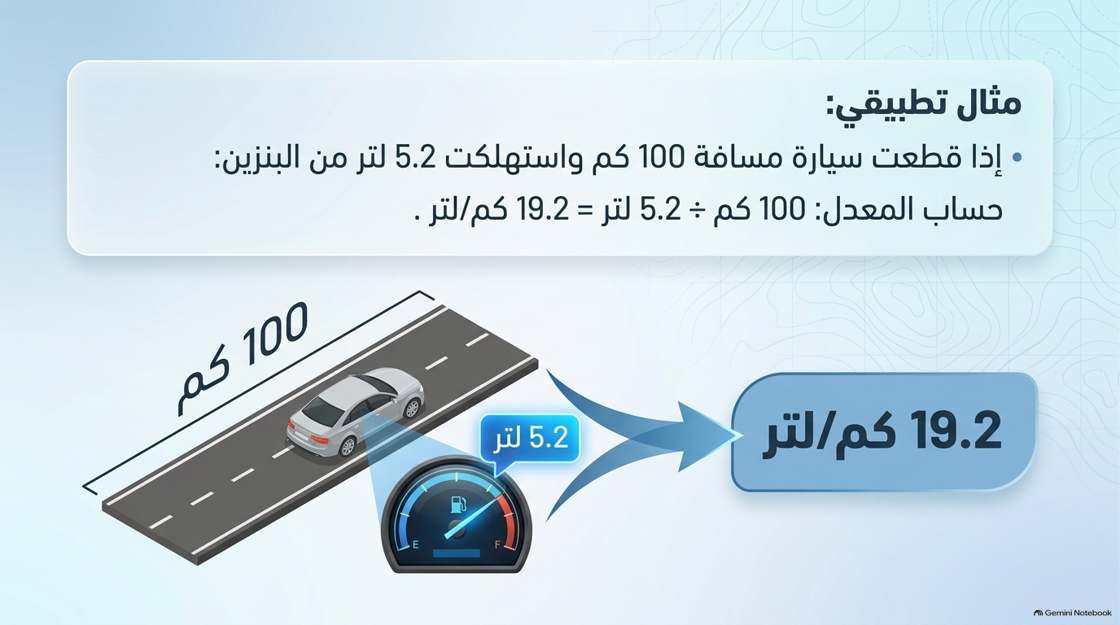 مثال تطبيقي:
• إذا قطعت سيارة مسافة 100 كم واستهلكت 5.2 لتر من البنزين:
حساب المعدل: 100 كم ÷ 5.2 لتر = 19.2 كم/لتر .
100 كم
5.2 لتر
19.2 كم/لتر
E F
Gemini Notebook